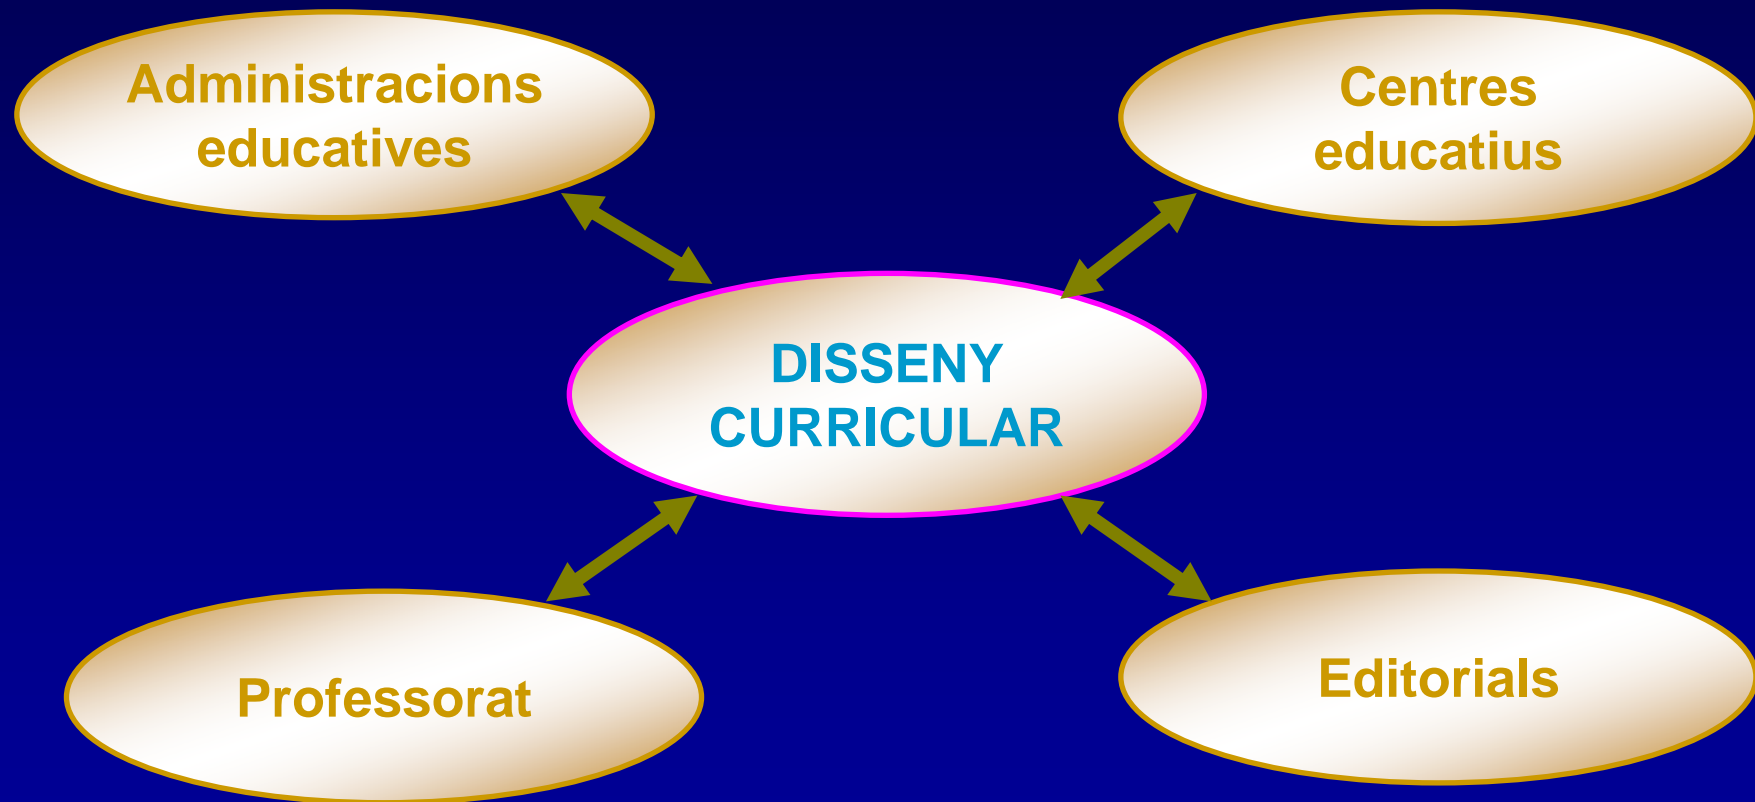 Administracions
educatives
Centres
educatius
DISSENY
CURRICULAR
Professorat
Editorials